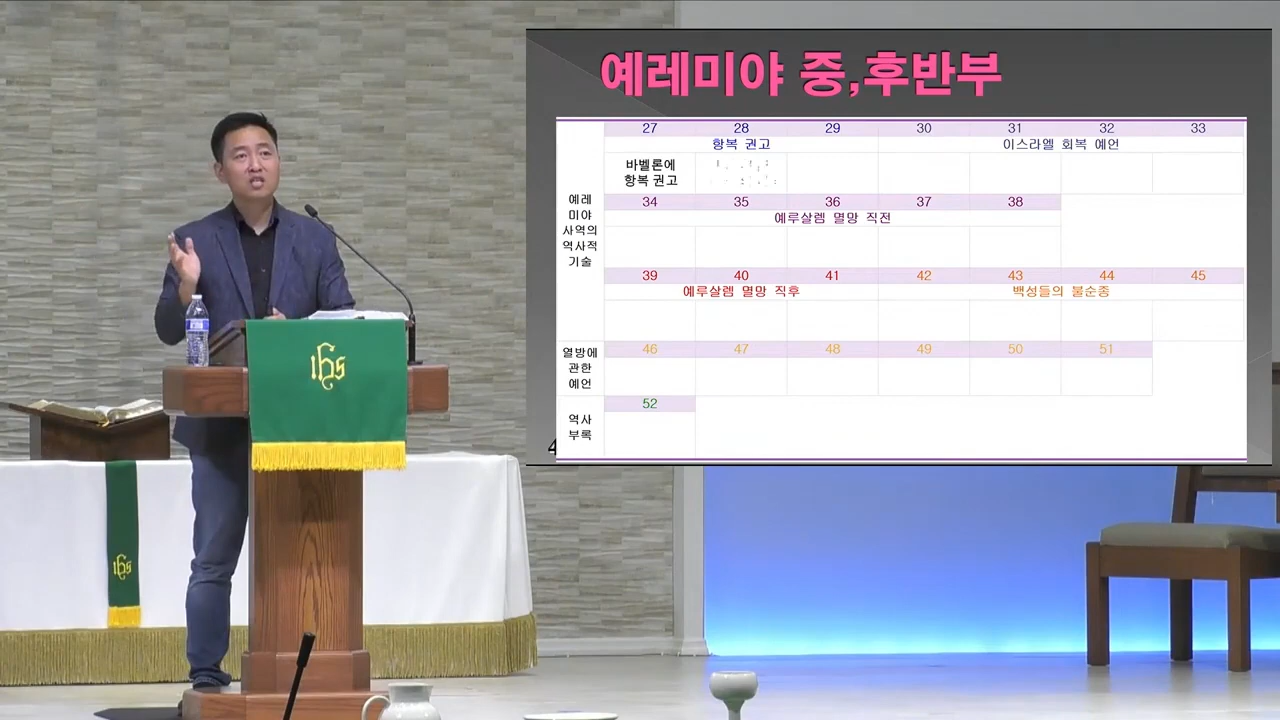 예레미야 중,후반부
27 28 29 30 31 32 33
항복 권고 이스라엘 회복 예언
바벨론에
항복 권고
예레
미야
사역의
역사적
기술
34 35 36 37 38
예루살렘 멸망 직전
39 40 41 42 43 44 45
예루살렘 멸망 직후 백성들의 불순종
열방에
관한
예언
46 47 48 49 50 51
역사
부록
52
4
ihs
ihs